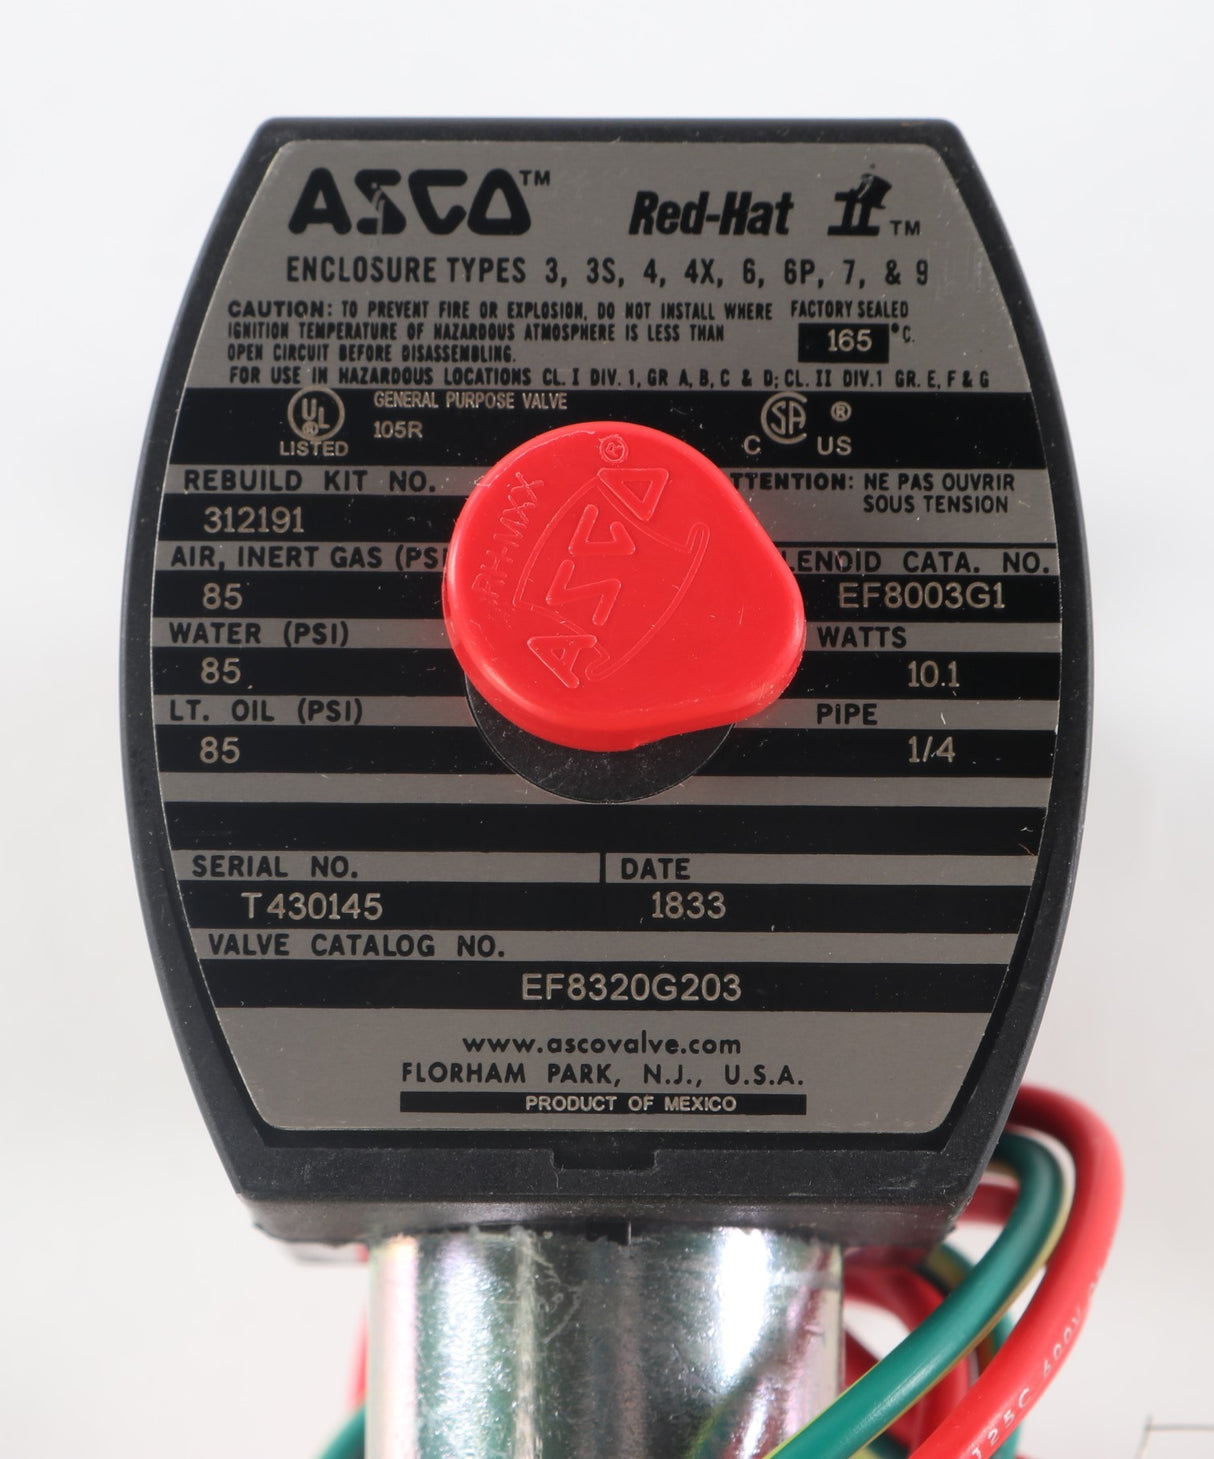 ASCO™ Red-Hat II™
ENCLOSURE TYPES 3, 3S, 4, 4X, 6, 6P, 7, & 9
CAUTION: TO PREVENT FIRE OR EXPLOSION, DO NOT INSTALL WHERE FACTORY SEALED
IGNITION TEMPERATURE OF HAZARDOUS ATMOSPHERE IS LESS THAN 165 °C.
OPEN CIRCUIT BEFORE DISASSEMBLING.
FOR USE IN HAZARDOUS LOCATIONS CL. I DIV. 1, GR A, B, C & D; CL. II DIV.1 GR. E, F & G
UL ® LISTED GENERAL PURPOSE VALVE
105R
C SA ® C US
REBUILD KIT NO. TTENTION: NE PAS OUVRIR
SOUS TENSION
312191
AIR, INERT GAS (PSI LENOID CATA. NO.
85 EF8003G1
WATER (PSI) WATTS
85 10.1
LT. OIL (PSI) PIPE
85 1/4
ASCO®
SERIAL NO. DATE
T430145 1833
VALVE CATALOG NO.
EF8320G203
www.ascovalve.com
FLORHAM PARK, N.J., U.S.A.
PRODUCT OF MEXICO
125C 600V